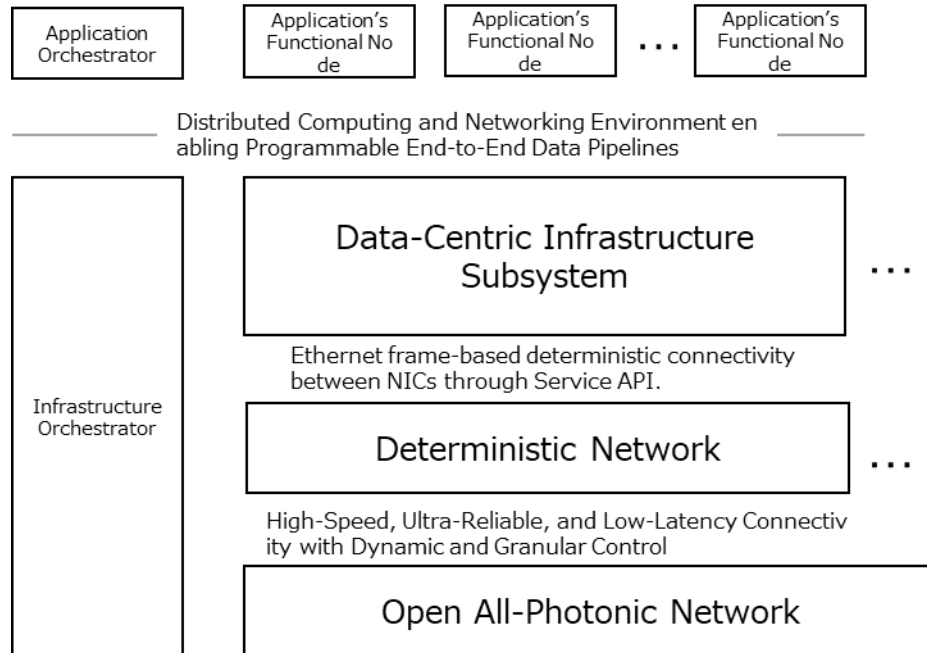 Application
Orchestrator
Application's
Functional No
de
Application's
Functional No
de
...
Application's
Functional No
de
Distributed Computing and Networking Environment en
abling Programmable End-to-End Data Pipelines
Infrastructure
Orchestrator
Data-Centric Infrastructure
Subsystem
...
Ethernet frame-based deterministic connectivity
between NICs through Service API.
Deterministic Network
...
High-Speed, Ultra-Reliable, and Low-Latency Connectiv
ity with Dynamic and Granular Control
Open All-Photonic Network